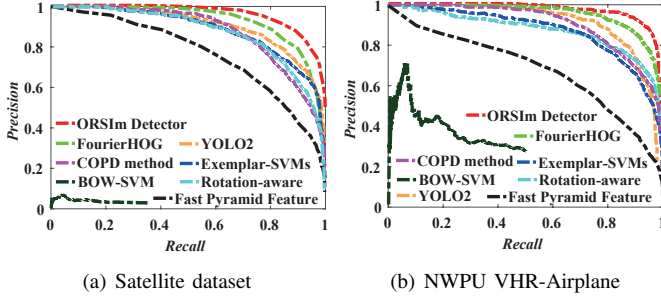 1
0.8
0.6
0.4
0.2
0
Precision
ORSIm Detector
FourierHOG
YOLO2
COPD method
Exemplar-SVMs
BOW-SVM
Rotation-aware
Fast Pyramid Feature
0 0.2 0.4 0.6 0.8 1
Recall
(a) Satellite dataset
1
0.8
0.6
0.4
0.2
0
Precision
ORSIm Detector
FourierHOG
COPD method
Exemplar-SVMs
BOW-SVM
Rotation-aware
YOLO2
Fast Pyramid Feature
0 0.2 0.4 0.6 0.8 1
Recall
(b) NWPU VHR-Airplane